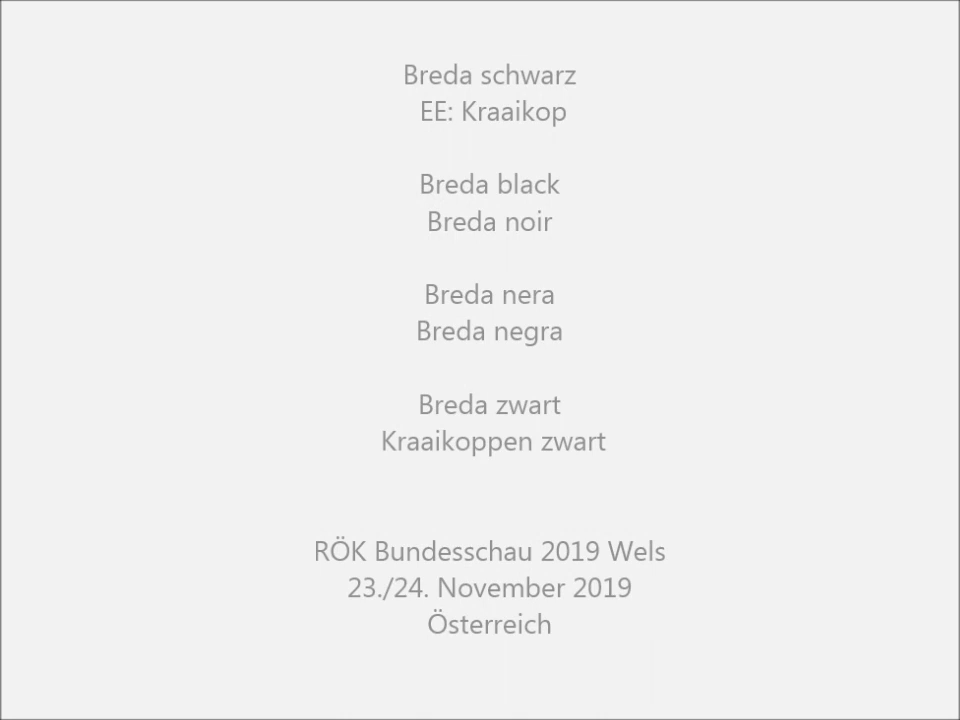 Breda schwarz
EE: Kraaikop
Breda black
Breda noir
Breda nera
Breda negra
Breda zwart
Kraaikoppen zwart
RÖK Bundesschau 2019 Wels
23./24. November 2019
Österreich